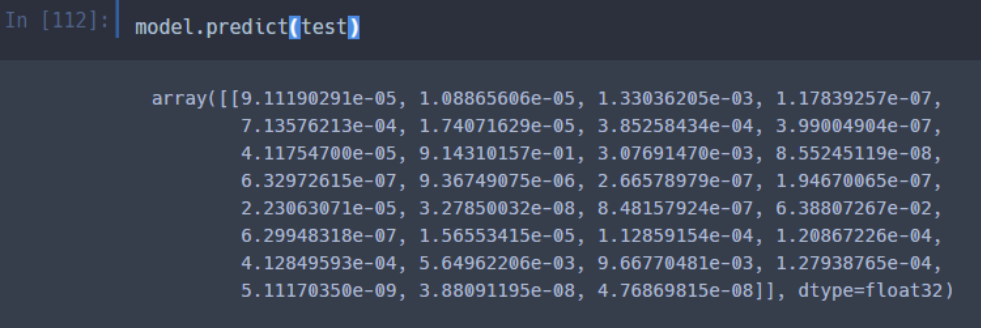 In [112]: model.predict(test)
array([[9.11190291e-05, 1.08865606e-05, 1.33036205e-03, 1.17839257e-07,
7.13576213e-04, 1.74071629e-05, 3.85258434e-04, 3.99004904e-07,
4.11754700e-05, 9.14310157e-01, 3.07691470e-03, 8.55245119e-08,
6.32972615e-07, 9.36749075e-06, 2.66578979e-07, 1.94670065e-07,
2.23063071e-05, 3.27850032e-08, 8.48157924e-07, 6.38807267e-02,
6.29948318e-07, 1.56553415e-05, 1.12859154e-04, 1.20867226e-04,
4.12849593e-04, 5.64962206e-03, 9.66770481e-03, 1.27938765e-04,
5.11170350e-09, 3.88091195e-08, 4.76869815e-08]], dtype=float32)